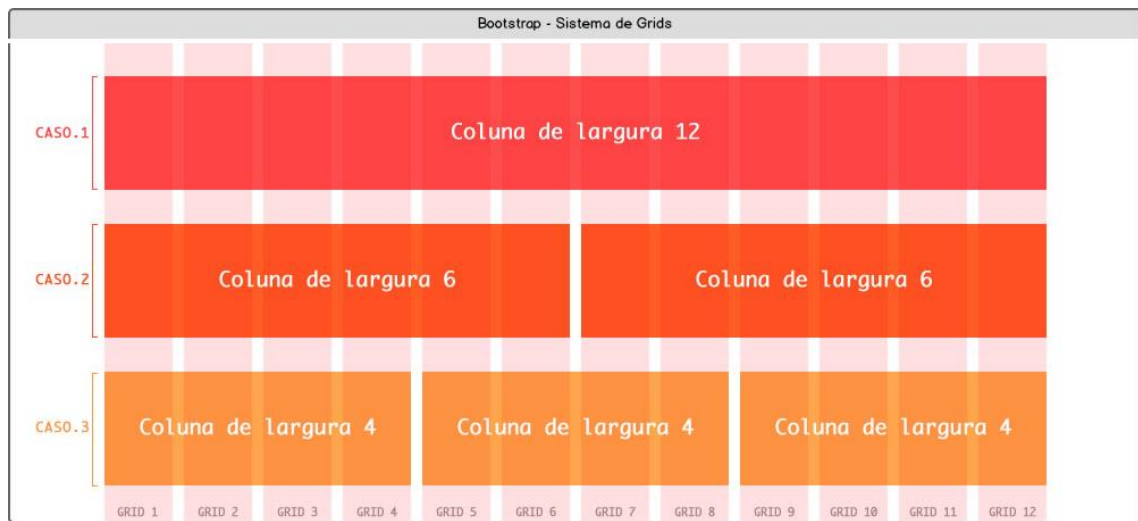 Bootstrap - Sistema de Grids
CASO.1
Coluna de largura 12
CASO.2
Coluna de largura 6
Coluna de largura 6
CASO.3
Coluna de largura 4
Coluna de largura 4
Coluna de largura 4
GRID 1
GRID 2
GRID 3
GRID 4
GRID 5
GRID 6
GRID 7
GRID 8
GRID 9
GRID 10
GRID 11
GRID 12